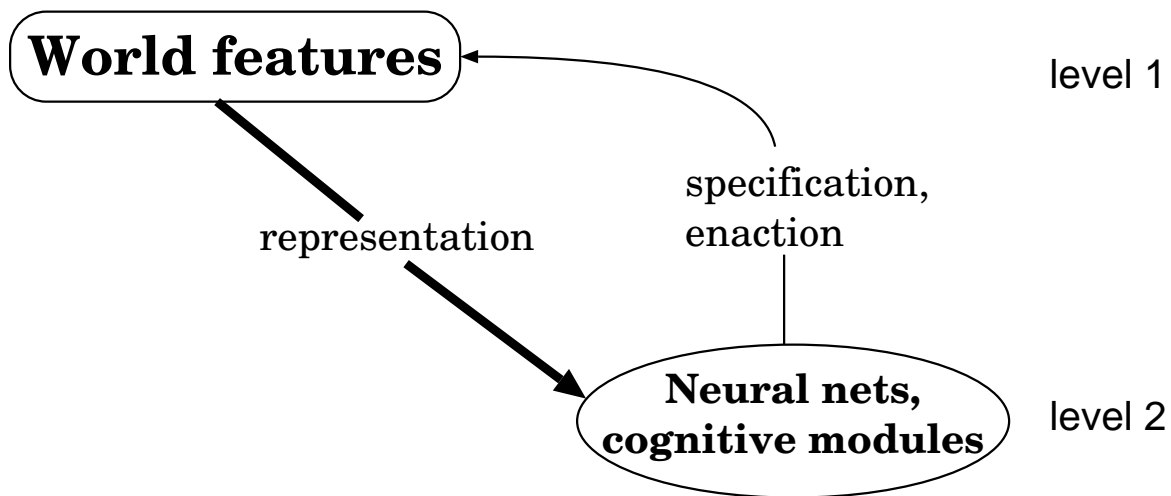 World features
level 1
specification,
enaction
representation
Neural nets,
cognitive modules
level 2